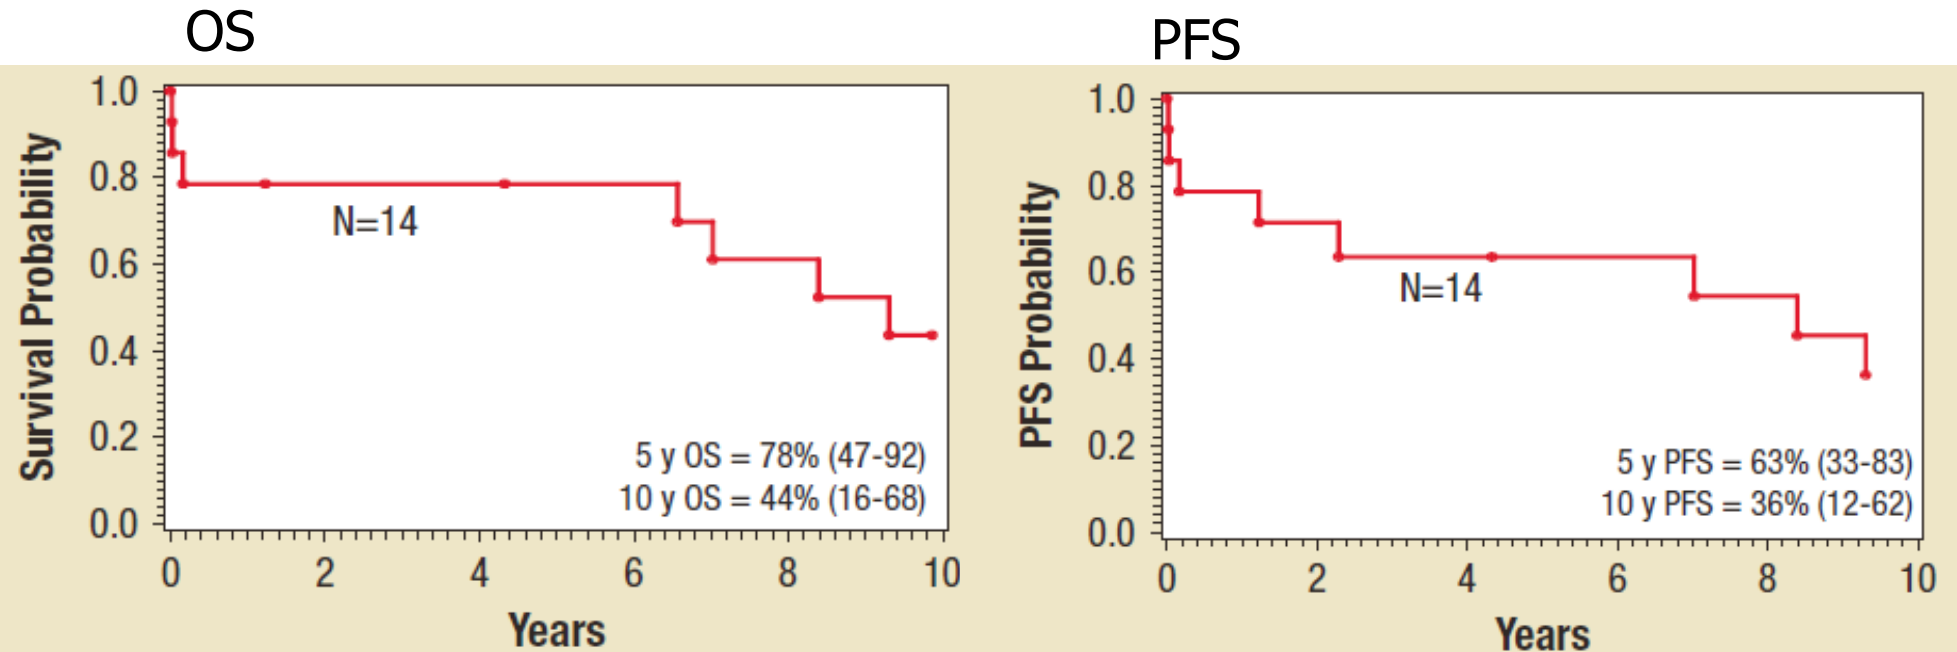 OS
PFS
Survival Probability
1.0
0.8
0.6
0.4
0.2
0.0
N=14
5 y OS = 78% (47-92)
10 y OS = 44% (16-68)
0 2 4 6 8 10
Years
PFS Probability
1.0
0.8
0.6
0.4
0.2
0.0
N=14
5 y PFS = 63% (33-83)
10 y PFS = 36% (12-62)
0 2 4 6 8 10
Years